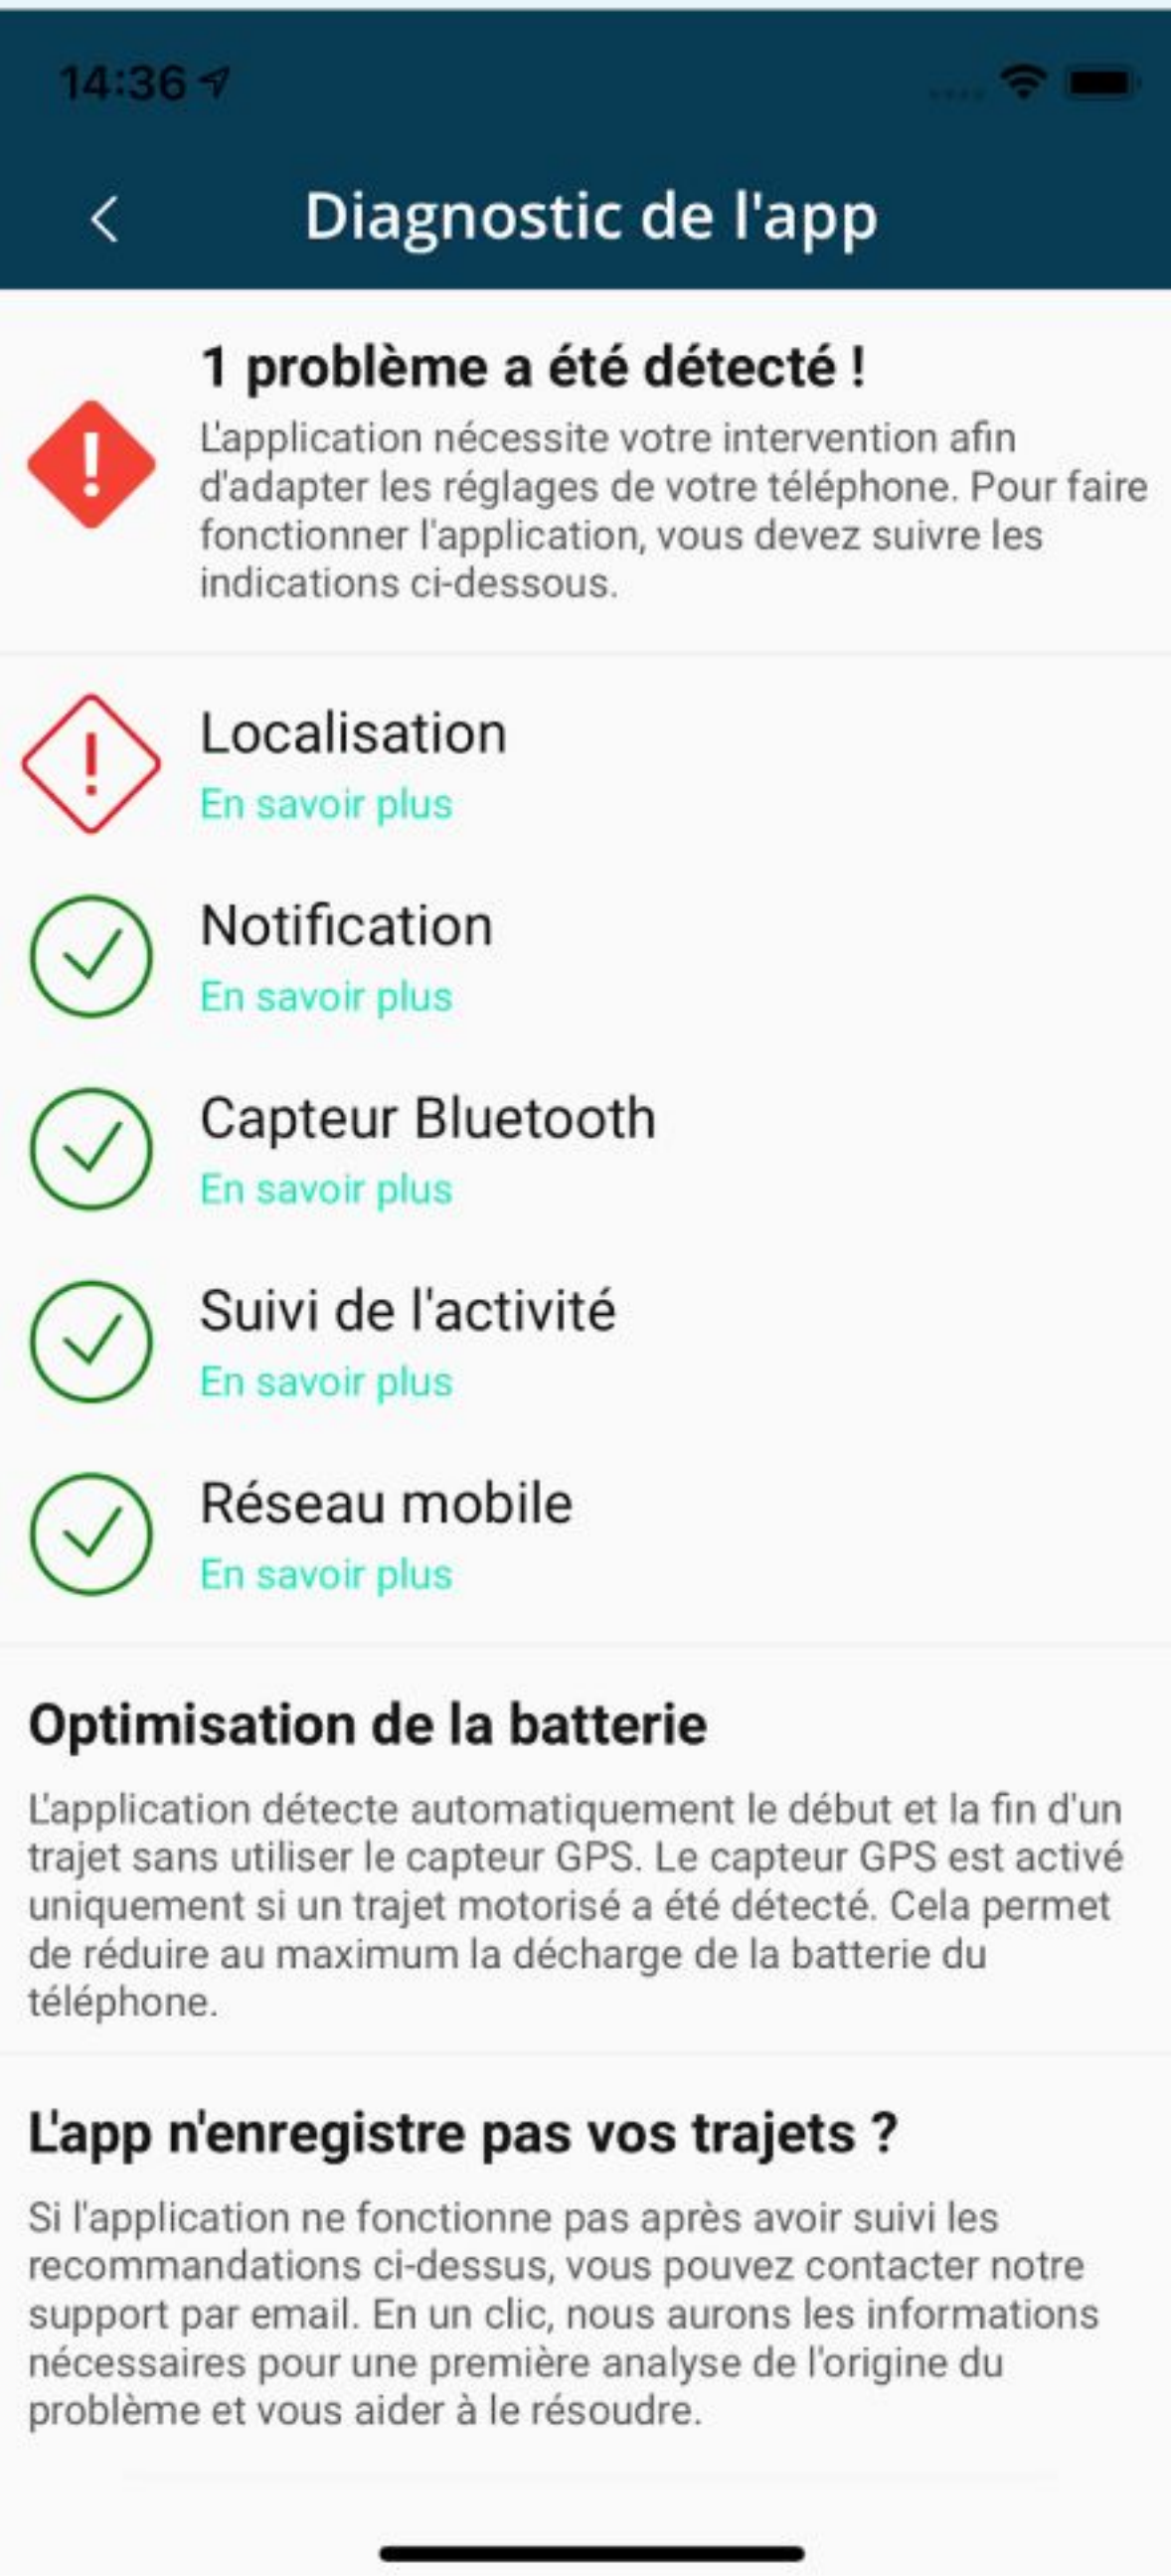 14:36
Diagnostic de l'app
1 problème a été détecté !
L'application nécessite votre intervention afin
d'adapter les réglages de votre téléphone. Pour faire
fonctionner l'application, vous devez suivre les
indications ci-dessous.
Localisation
En savoir plus
Notification
En savoir plus
Capteur Bluetooth
En savoir plus
Suivi de l'activité
En savoir plus
Réseau mobile
En savoir plus
Optimisation de la batterie
L'application détecte automatiquement le début et la fin d'un
trajet sans utiliser le capteur GPS. Le capteur GPS est activé
uniquement si un trajet motorisé a été détecté. Cela permet
de réduire au maximum la décharge de la batterie du
téléphone.
L'app n'enregistre pas vos trajets ?
Si l'application ne fonctionne pas après avoir suivi les
recommandations ci-dessus, vous pouvez contacter notre
support par email. En un clic, nous aurons les informations
nécessaires pour une première analyse de l'origine du
problème et vous aider à le résoudre.